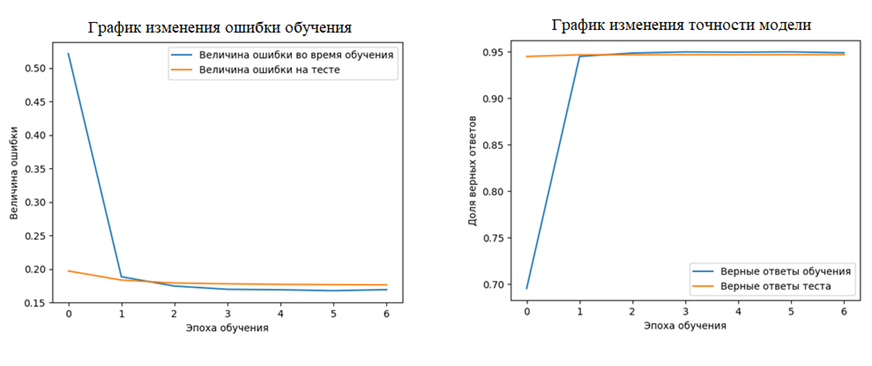 График изменения ошибки обучения
Величина ошибки во время обучения
Величина ошибки на тесте
0.50
0.45
0.40
0.35
0.30
0.25
0.20
0.15
Величина ошибки
0 1 2 3 4 5 6
Эпоха обучения
График изменения точности модели
0.95
0.90
0.85
0.80
0.75
0.70
Доля верных ответов
Верные ответы обучения
Верные ответы теста
0 1 2 3 4 5 6
Эпоха обучения